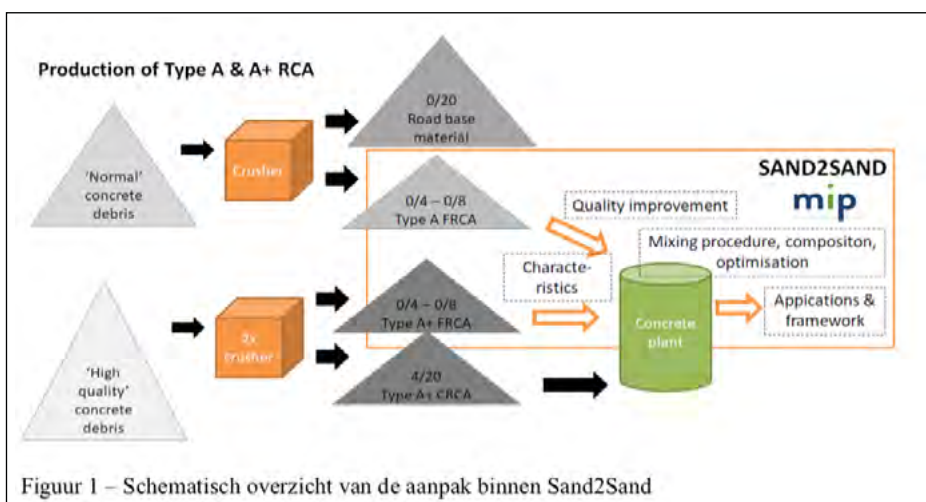 Production of Type A & A+ RCA
0/20
Road base
material
'Normal'
concrete
debris
Crusher
SAND2SAND
mip
0/4 – 0/8
Type A FRCA
Quality improvement
Mixing procedure, compositon,
optimisation
Characte-
ristics
0/4 – 0/8
Type A+ FRCA
Concrete
plant
Appications &
framework
2x
crusher
'High
quality'
concrete
debris
4/20
Type A+ CRCA
Figuur 1 – Schematisch overzicht van de aanpak binnen Sand2Sand